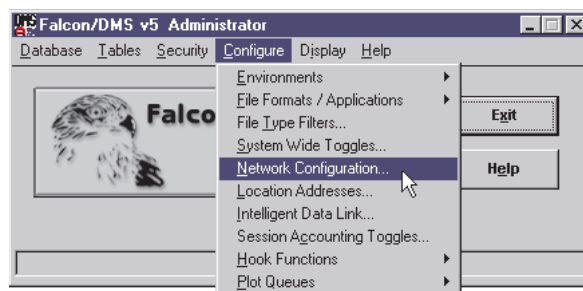 Falcon/DMS v5 Administrator
Database Tables Security Configure Display Help
Falco
Environments
File Formats / Applications
File Type Filters...
System Wide Toggles...
Network Configuration...
Location Addresses...
Intelligent Data Link...
Session Accounting Toggles...
Hook Functions
Plot Queues
Exit
Help